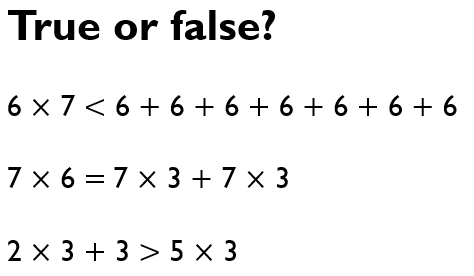 True or false?
6 × 7 < 6 + 6 + 6 + 6 + 6 + 6 + 6
7 × 6 = 7 × 3 + 7 × 3
2 × 3 + 3 > 5 × 3